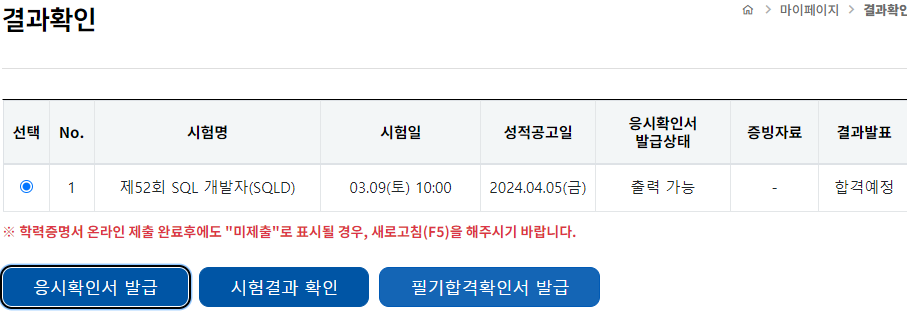 결과확인
마이페이지 > 결과확인
선택 No. 시험명 시험일 성적공고일 응시확인서 발급상태 증빙자료 결과발표
1 제52회 SQL 개발자(SQLD) 03.09(토) 10:00 2024.04.05(금) 출력 가능 - 합격예정
※ 학력증명서 온라인 제출 완료후에도 "미제출"로 표시될 경우, 새로고침(F5)을 해주시기 바랍니다.
응시확인서 발급 시험결과 확인 필기합격확인서 발급